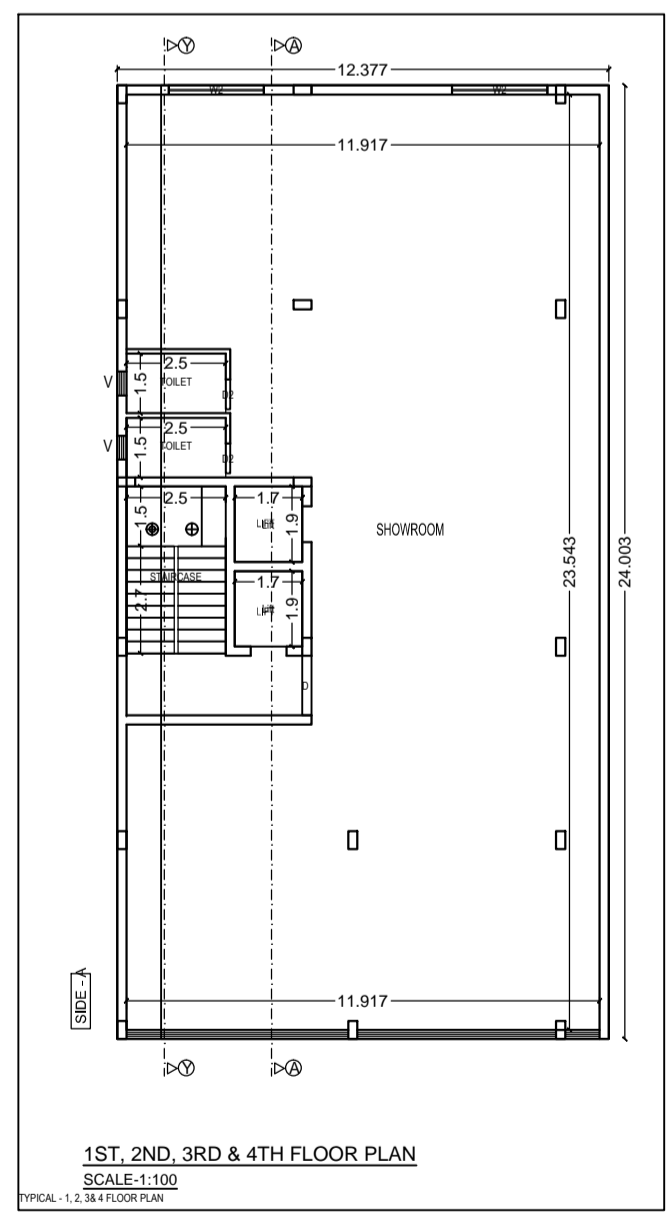 Y
A
12.377
W2
W2
11.917
2.5
TOILET
1.5
V
D2
2.5
TOILET
1.5
V
D2
2.5
1.7
1.5
LIFT
1.9
SHOWROOM
STAIRCASE
1.7
2.7
LIFT
1.9
23.543
24.003
D
SIDE - A
11.917
Y
A
1ST, 2ND, 3RD & 4TH FLOOR PLAN
SCALE-1:100
TYPICAL - 1, 2, 3& 4 FLOOR PLAN